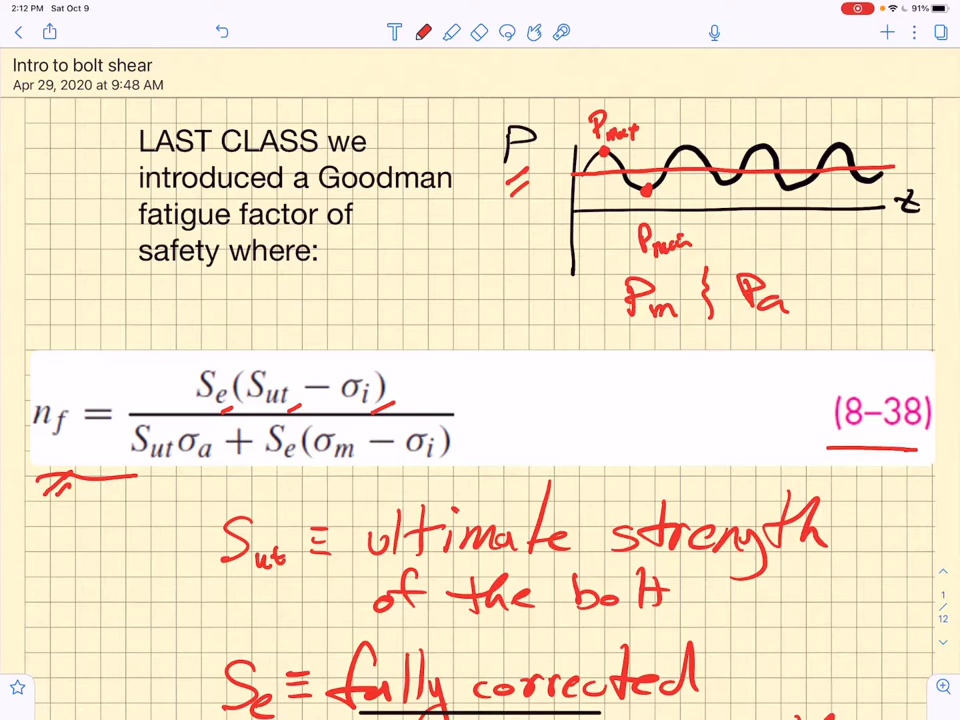 2:12 PM Sat Oct 9
91%
Intro to bolt shear
Apr 29, 2020 at 9:48 AM
LAST CLASS we
introduced a Goodman
fatigue factor of
safety where:
P
Pmax
t
Pmin
Pm } Pa
n_f = S_e(S_ut − σ_i) / (S_ut σ_a + S_e(σ_m − σ_i)) (8–38)
S_ut ≡ ultimate strength
of the bolt
S_e ≡ fully corrected
1
/
12